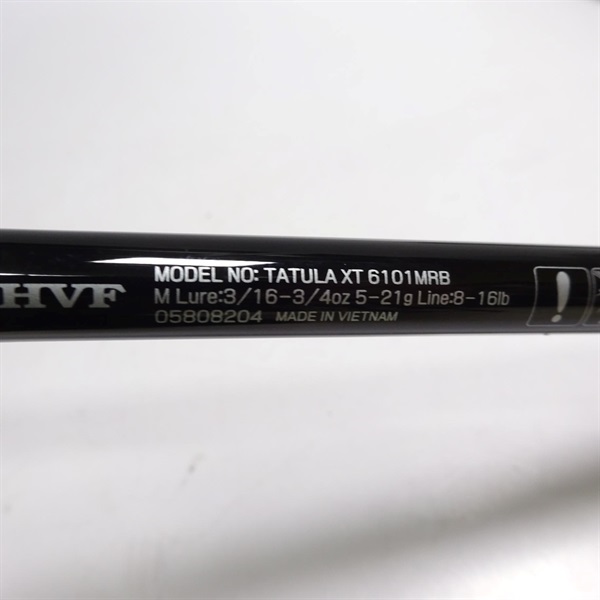 HVF
MODEL NO: TATULA XT 6101MRB
M Lure:3/16-3/4oz 5-21g Line:8-16lb
05808204 MADE IN VIETNAM